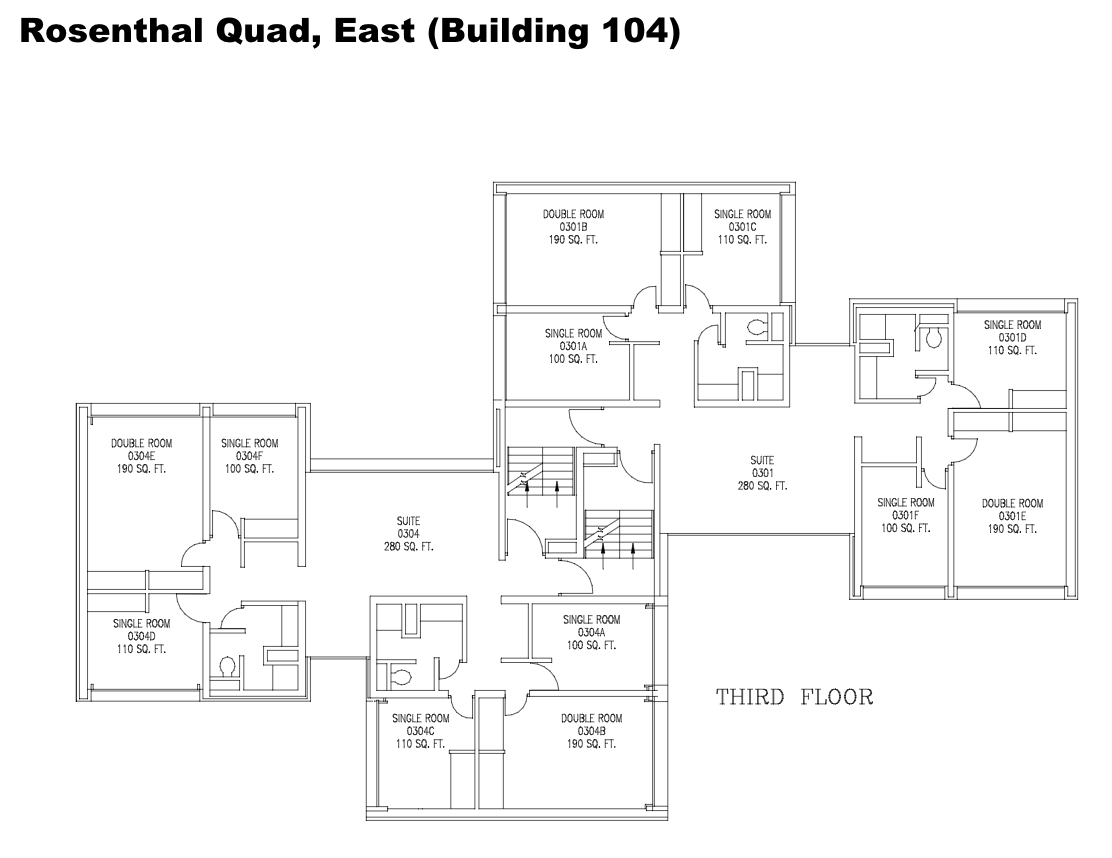 Rosenthal Quad, East (Building 104)
DOUBLE ROOM
0301B
190 SQ. FT.
SINGLE ROOM
0301C
110 SQ. FT.
SINGLE ROOM
0301A
100 SQ. FT.
SINGLE ROOM
0301D
110 SQ. FT.
DOUBLE ROOM
0304E
190 SQ. FT.
SINGLE ROOM
0304F
100 SQ. FT.
SUITE
0301
280 SQ. FT.
SINGLE ROOM
0301F
100 SQ. FT.
DOUBLE ROOM
0301E
190 SQ. FT.
SUITE
0304
280 SQ. FT.
SINGLE ROOM
0304D
110 SQ. FT.
SINGLE ROOM
0304A
100 SQ. FT.
THIRD FLOOR
SINGLE ROOM
0304C
110 SQ. FT.
DOUBLE ROOM
0304B
190 SQ. FT.